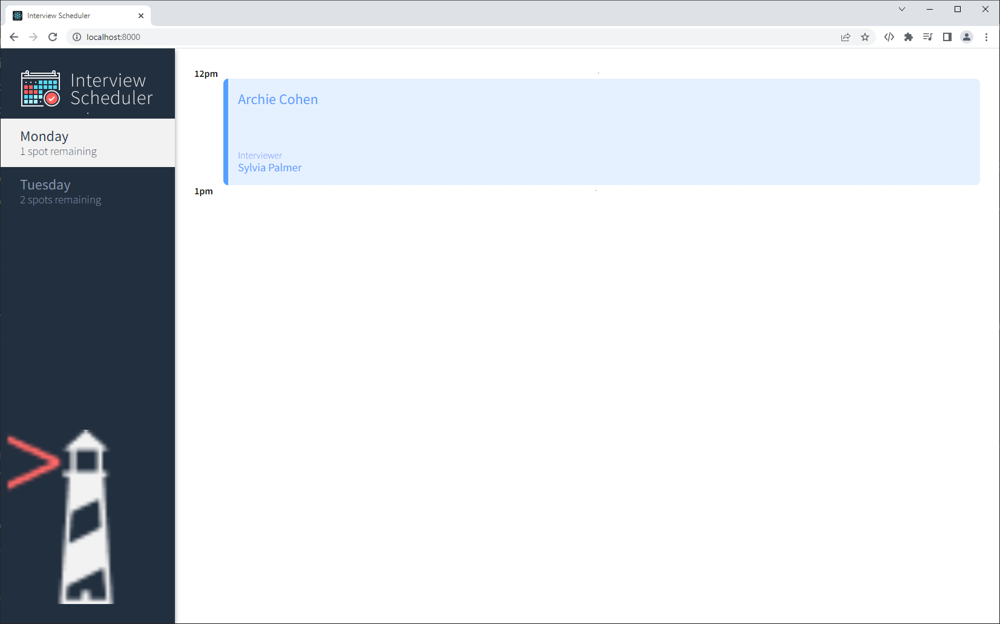 Interview Scheduler
localhost:8000
Interview
Scheduler
Monday
1 spot remaining
Tuesday
2 spots remaining
12pm
Archie Cohen
Interviewer
Sylvia Palmer
1pm